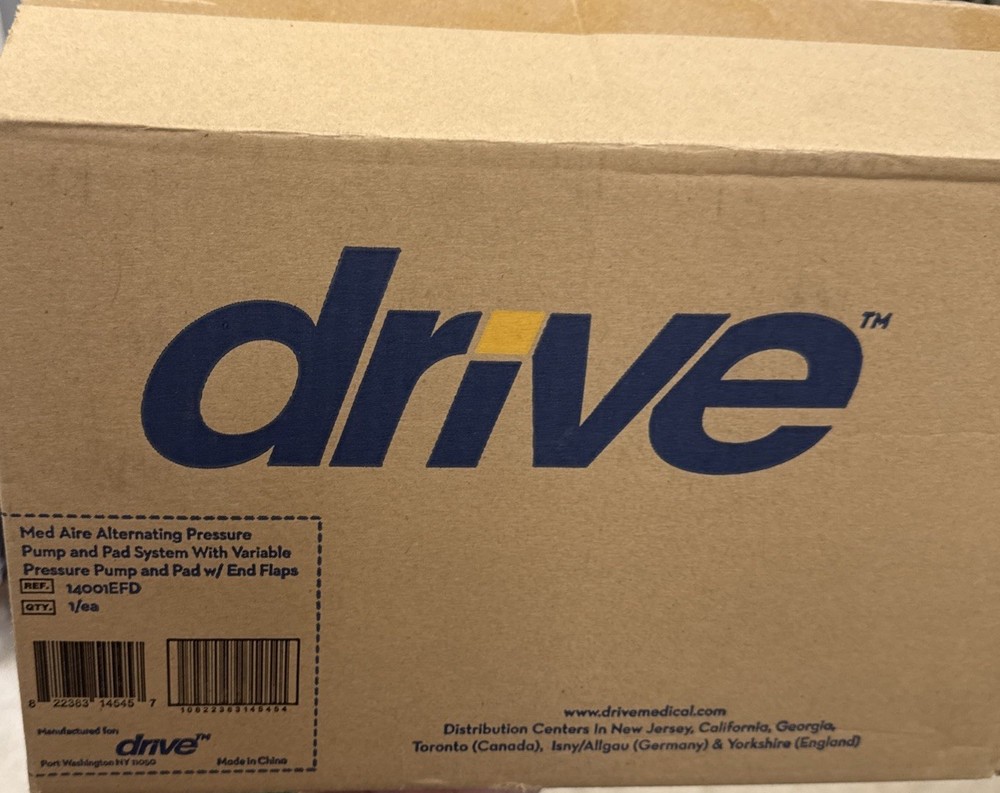 drive™
Med Aire Alternating Pressure
Pump and Pad System With Variable
Pressure Pump and Pad w/ End Flaps
REF. 14001EFD
QTY. 1/ea
8 22383 14545 7
Manufactured for:
drive™
Port Washington NY 11050
Made in China
www.drivemedical.com
Distribution Centers in New Jersey, California, Georgia,
Toronto (Canada), Isny/Allgau (Germany) & Yorkshire (England)